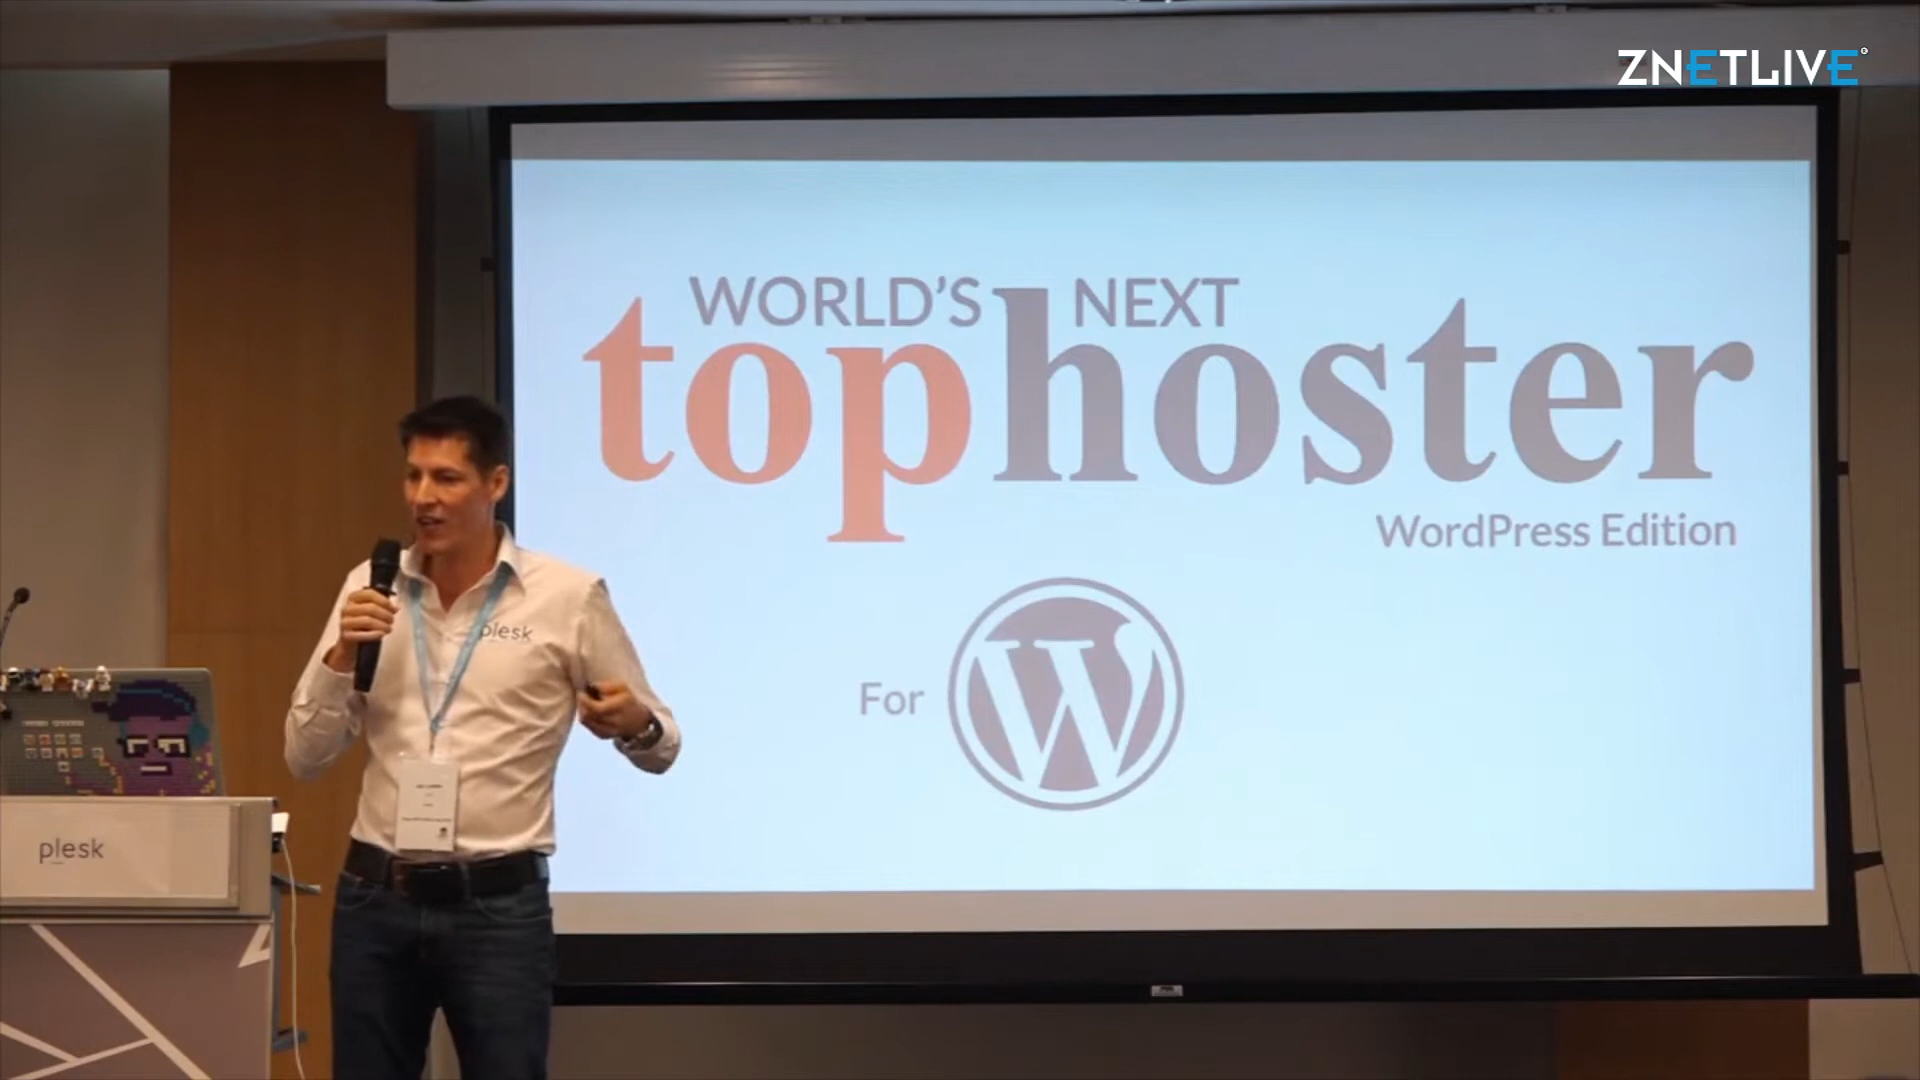 ZNETLIVE
WORLD'S NEXT
tophoster
WordPress Edition
For
plesk
plesk